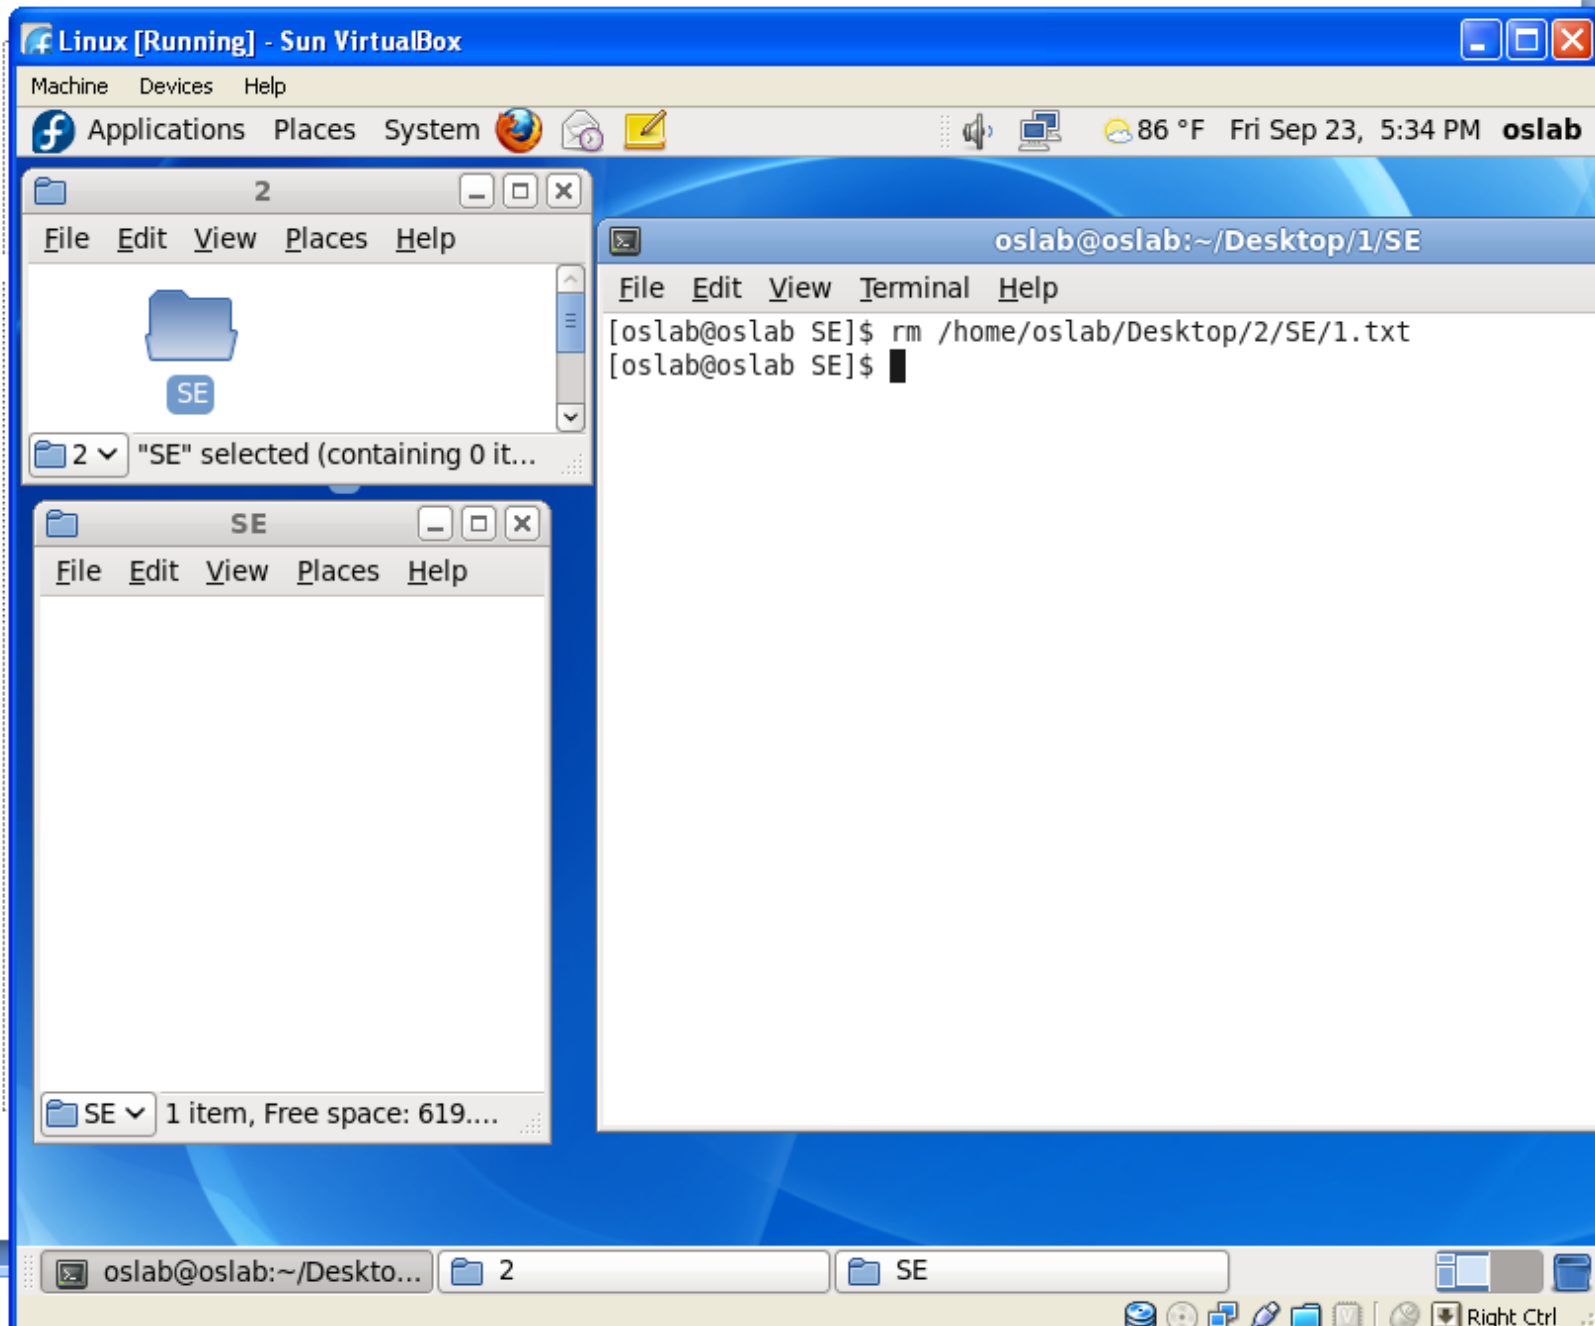 Linux [Running] - Sun VirtualBox
Machine Devices Help
Applications Places System 86 °F Fri Sep 23, 5:34 PM oslab
2
File Edit View Places Help
SE
2 "SE" selected (containing 0 it...
oslab@oslab:~/Desktop/1/SE
File Edit View Terminal Help
[oslab@oslab SE]$ rm /home/oslab/Desktop/2/SE/1.txt
[oslab@oslab SE]$
SE
File Edit View Places Help
SE 1 item, Free space: 619....
oslab@oslab:~/Deskto... 2 SE
Right Ctrl